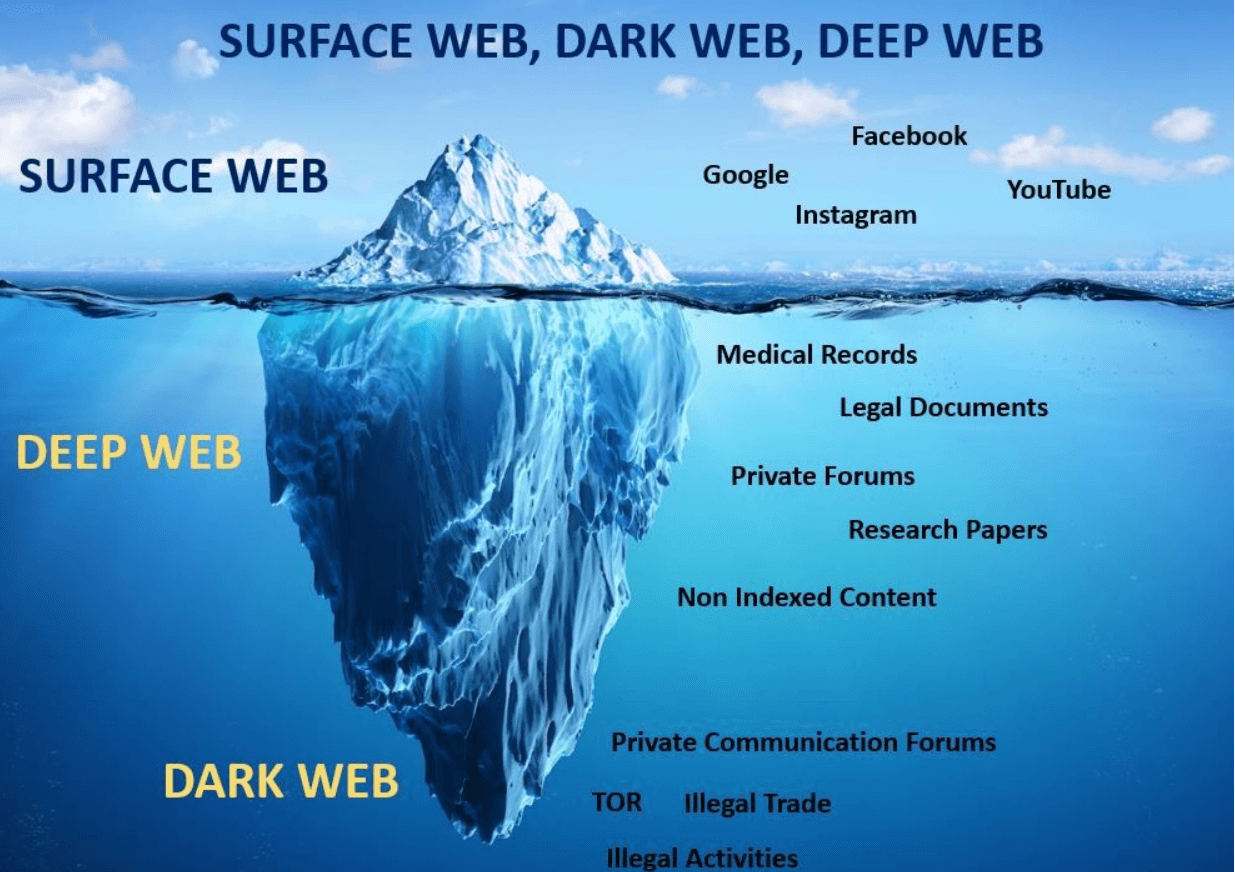 SURFACE WEB, DARK WEB, DEEP WEB
SURFACE WEB
Facebook
Google
YouTube
Instagram
Medical Records
Legal Documents
DEEP WEB
Private Forums
Research Papers
Non Indexed Content
Private Communication Forums
DARK WEB
TOR Illegal Trade
Illegal Activities